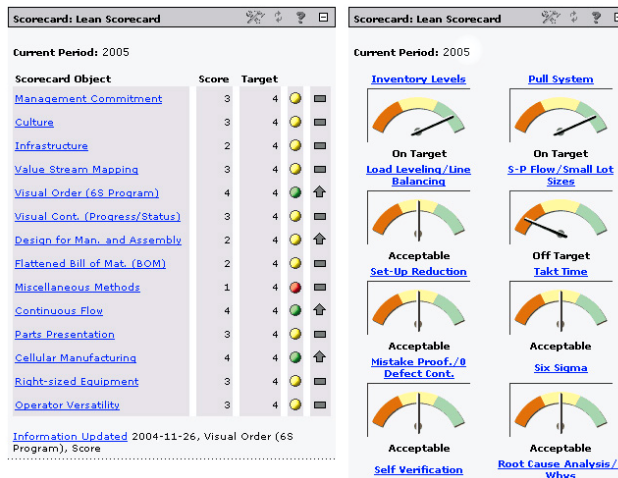 Scorecard: Lean Scorecard
Current Period: 2005
Scorecard Object Score Target
Management Commitment 3 4
Culture 3 4
Infrastructure 2 4
Value Stream Mapping 3 4
Visual Order (6S Program) 4 4
Visual Cont. (Progress/Status) 3 4
Design for Man. and Assembly 2 4
Flattened Bill of Mat. (BOM) 2 4
Miscellaneous Methods 1 4
Continuous Flow 4 4
Parts Presentation 3 4
Cellular Manufacturing 4 4
Right-sized Equipment 3 4
Operator Versatility 3 4
Information Updated 2004-11-26, Visual Order (6S
Program), Score
Scorecard: Lean Scorecard
Current Period: 2005
Inventory Levels Pull System
On Target On Target
Load Leveling/Line
Balancing
S-P Flow/Small Lot
Sizes
Acceptable Off Target
Set-Up Reduction Takt Time
Acceptable Acceptable
Mistake Proof./0
Defect Cont.
Six Sigma
Acceptable Acceptable
Self Verification
Root Cause Analysis/
Whys